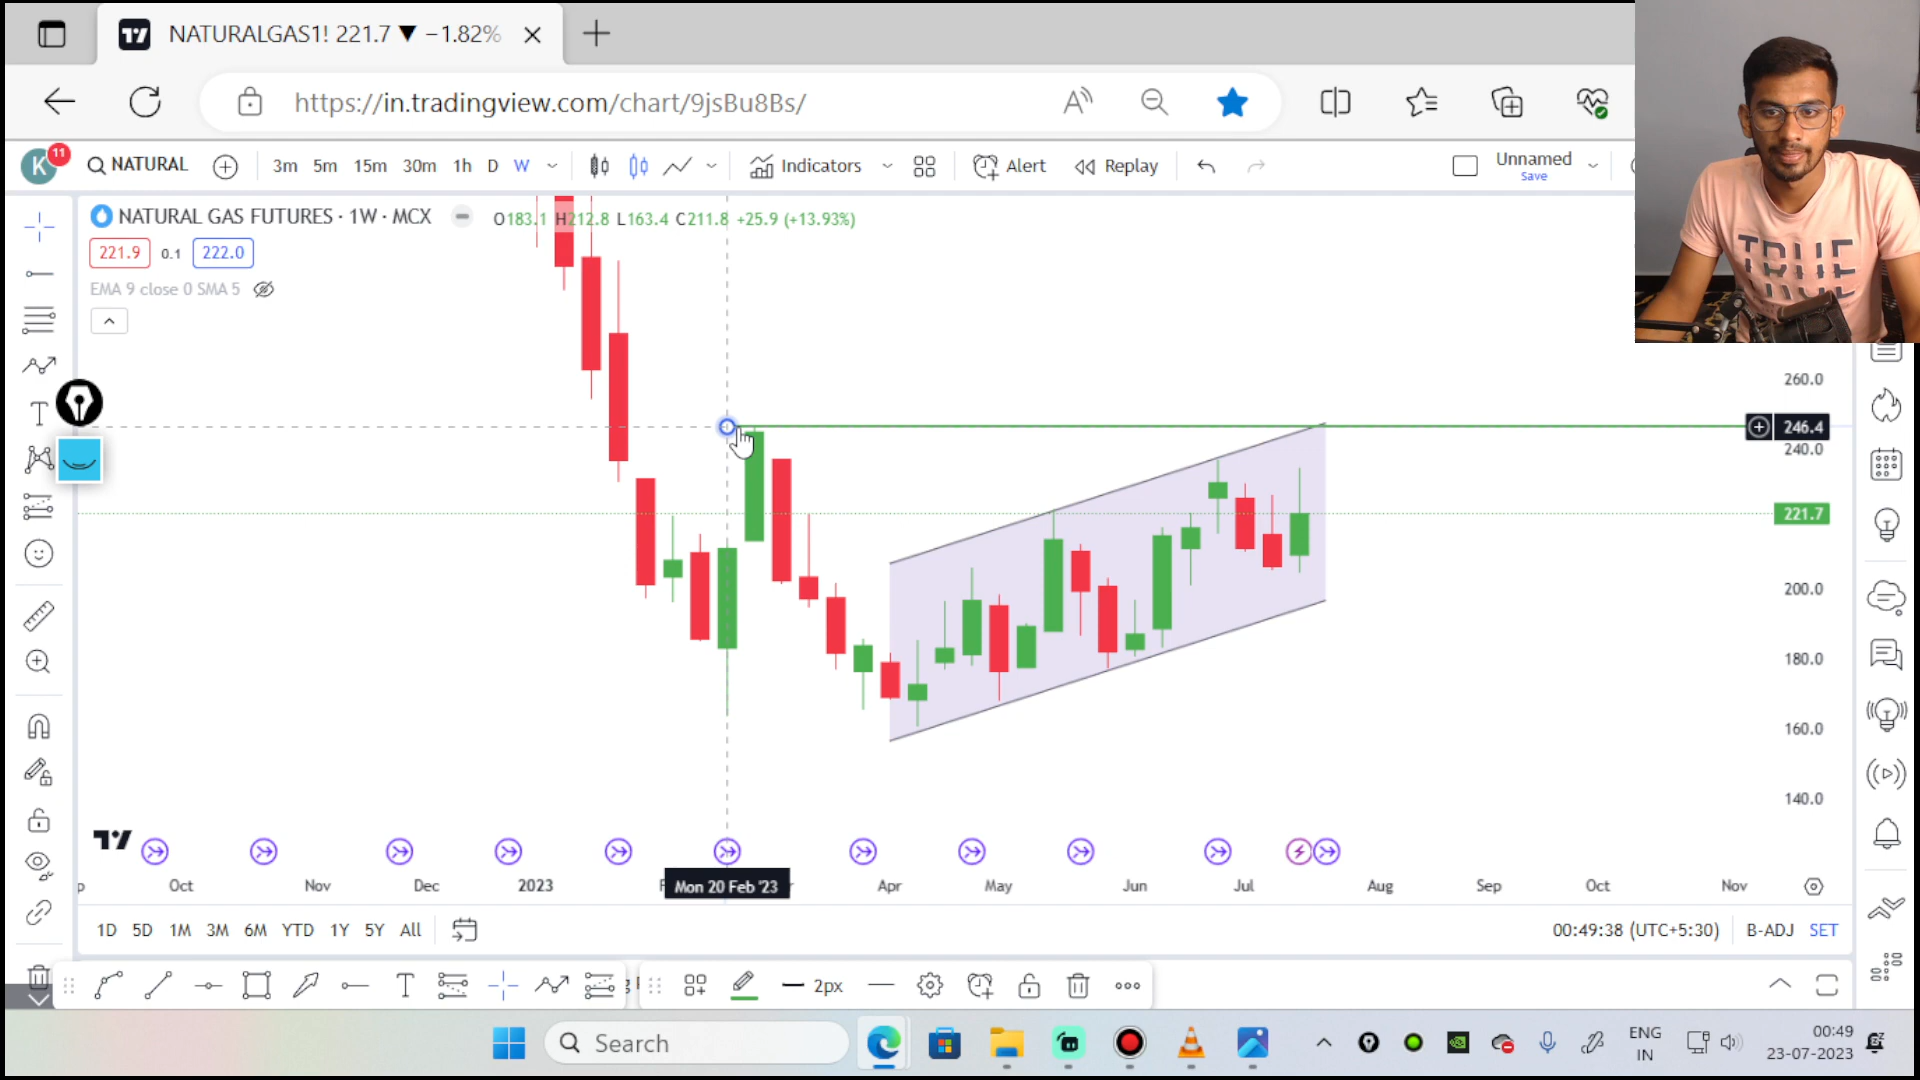 NATURALGAS1! 221.7 ▼ −1.82%
https://in.tradingview.com/chart/9jsBu8Bs/
K 11 NATURAL 3m 5m 15m 30m 1h D W Indicators Alert Replay Unnamed
Save
NATURAL GAS FUTURES · 1W · MCX O183.1 H212.8 L163.4 C211.8 +25.9 (+13.93%)
221.9 0.1 222.0
EMA 9 close 0 SMA 5
TRUE
TRUE
260.0
246.4
240.0
221.7
200.0
180.0
160.0
140.0
Oct Nov Dec 2023 Mon 20 Feb '23 Apr May Jun Jul Aug Sep Oct Nov
1D 5D 1M 3M 6M YTD 1Y 5Y All 00:49:38 (UTC+5:30) B-ADJ SET
T 2px
Search ENG
IN
00:49
23-07-2023